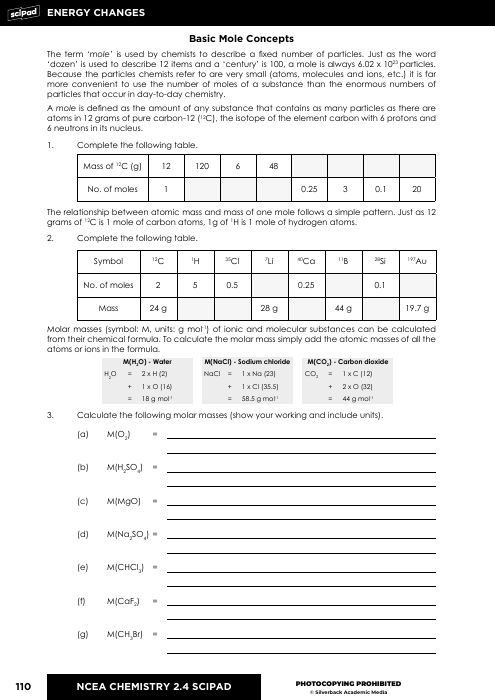 scipad ENERGY CHANGES
Basic Mole Concepts
The term 'mole' is used by chemists to describe a fixed number of particles. Just as the word
'dozen' is used to describe 12 items and a 'century' is 100, a mole is always 6.02 x 10²³ particles.
Because the particles chemists refer to are very small (atoms, molecules and ions, etc.) it is far
more convenient to use the number of moles of a substance than the enormous numbers of
particles that occur in day-to-day chemistry.
A mole is defined as the amount of any substance that contains as many particles as there are
atoms in 12 grams of pure carbon-12 (¹²C), the isotope of the element carbon with 6 protons and
6 neutrons in its nucleus.
1. Complete the following table.
Mass of ¹²C (g) 12 120 6 48
No. of moles 1 0.25 3 0.1 20
The relationship between atomic mass and mass of one mole follows a simple pattern. Just as 12
grams of ¹²C is 1 mole of carbon atoms, 1g of ¹H is 1 mole of hydrogen atoms.
2. Complete the following table.
Symbol ¹²C ¹H ³⁵Cl ⁷Li ⁴⁰Ca ¹¹B ²⁸Si ¹⁹⁷Au
No. of moles 2 5 0.5 0.25 0.1
Mass 24 g 28 g 44 g 19.7 g
Molar masses (symbol: M, units: g mol⁻¹) of ionic and molecular substances can be calculated
from their chemical formula. To calculate the molar mass simply add the atomic masses of all the
atoms or ions in the formula.
M(H₂O) - Water M(NaCl) - Sodium chloride M(CO₂) - Carbon dioxide
H₂O = 2 x H (2) NaCl = 1 x Na (23) CO₂ = 1 x C (12)
+ 1 x O (16) + 1 x Cl (35.5) + 2 x O (32)
= 18 g mol⁻¹ = 58.5 g mol⁻¹ = 44 g mol⁻¹
3. Calculate the following molar masses (show your working and include units).
(a) M(O₂) =
(b) M(H₂SO₄) =
(c) M(MgO) =
(d) M(Na₂SO₄) =
(e) M(CHCl₃) =
(f) M(CaF₂) =
(g) M(CH₃Br) =
110 NCEA CHEMISTRY 2.4 SCIPAD PHOTOCOPYING PROHIBITED
© Silverback Academic Media